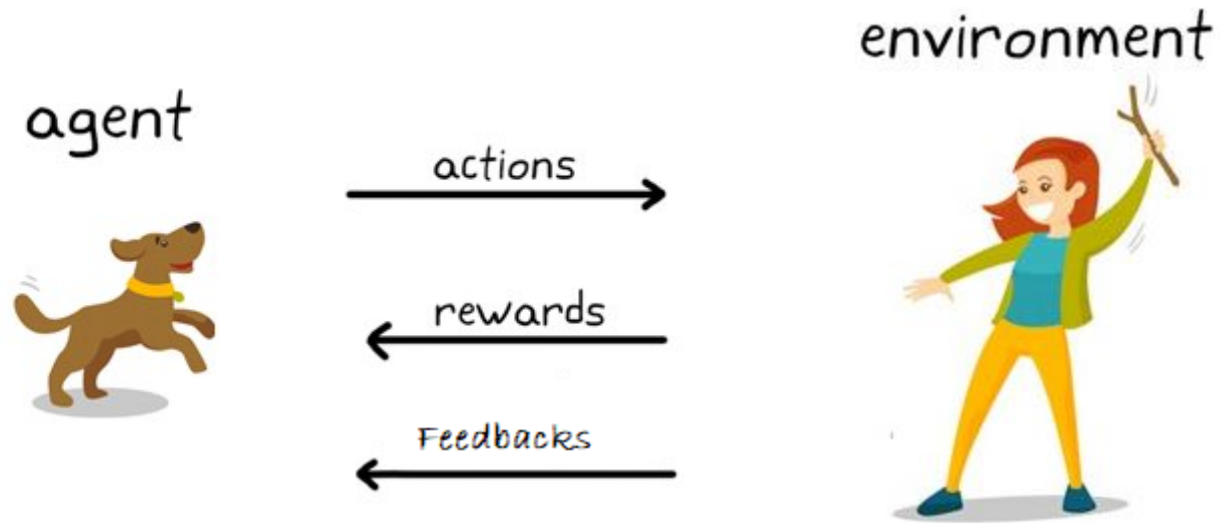 environment
agent
actions
rewards
Feedbacks